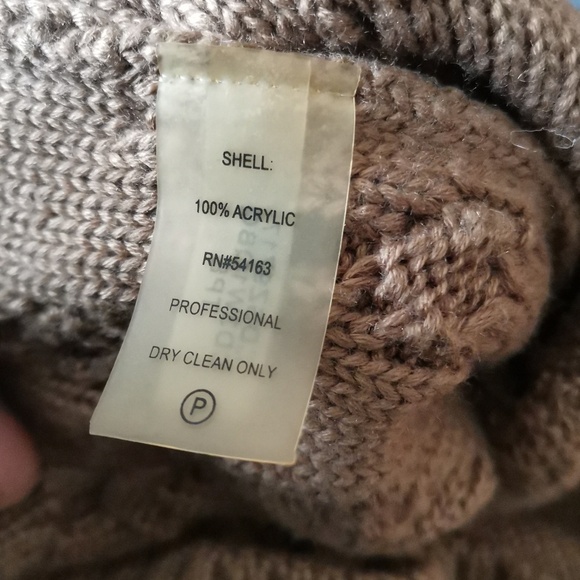 SHELL:
100% ACRYLIC
RN#54163
PROFESSIONAL
DRY CLEAN ONLY
P